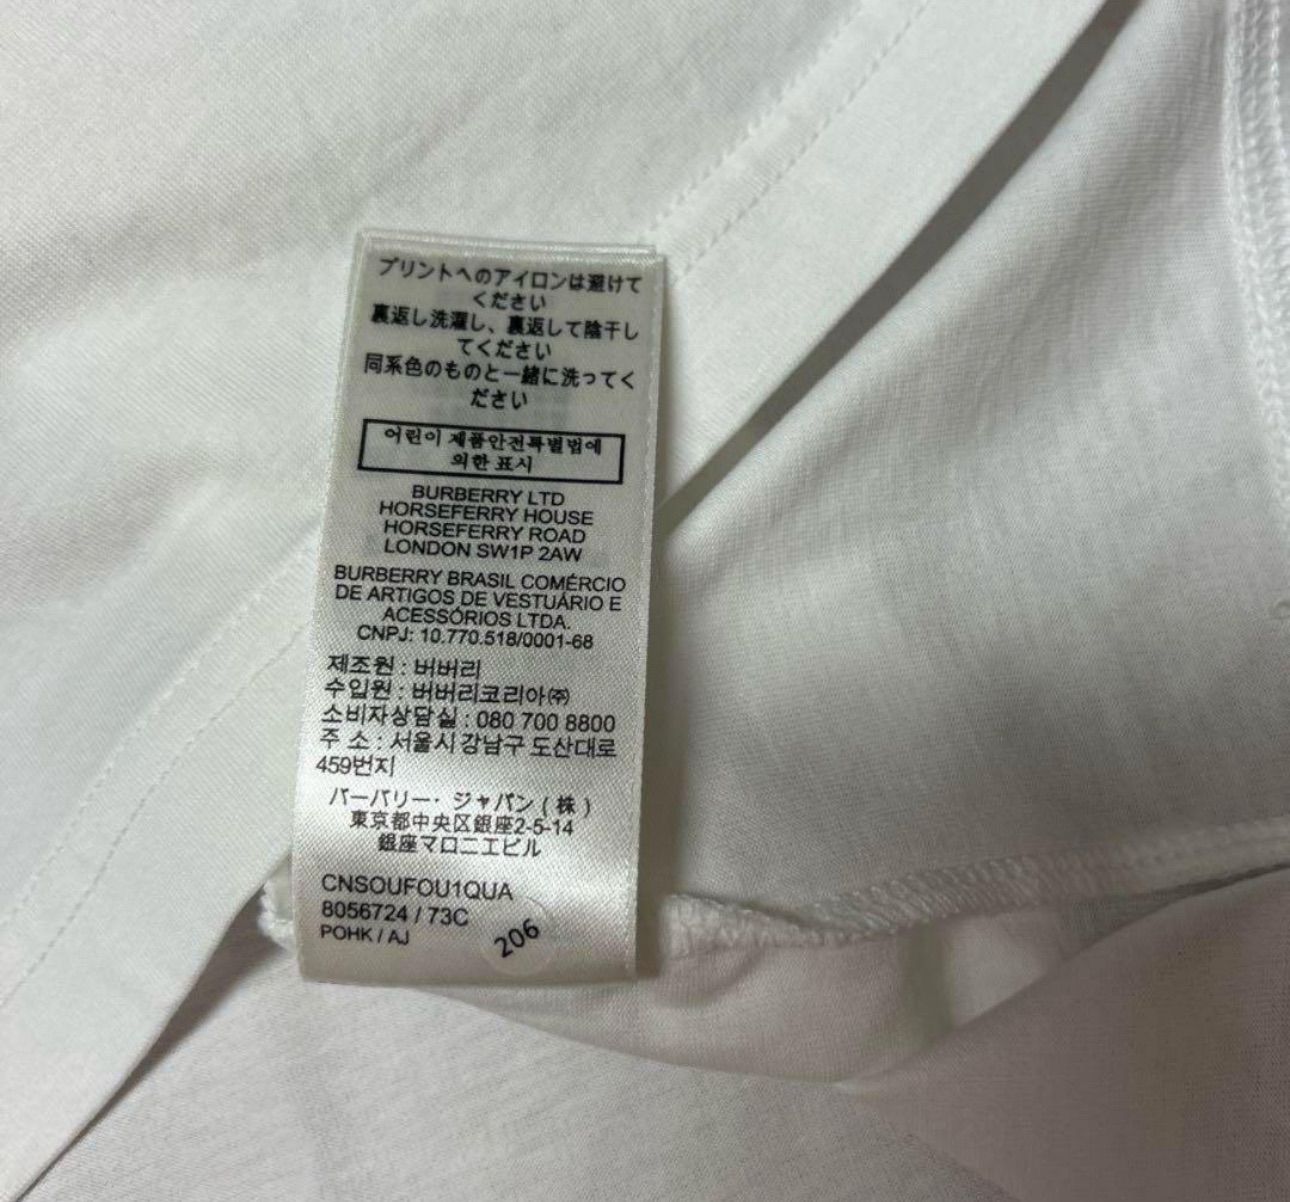 プリントへのアイロンは避けて
ください
裏返し洗濯し、裏返して陰干し
てください
同系色のものと一緒に洗ってく
ださい
어린이 제품안전특별법에
의한 표시
BURBERRY LTD
HORSEFERRY HOUSE
HORSEFERRY ROAD
LONDON SW1P 2AW
BURBERRY BRASIL COMÉRCIO
DE ARTIGOS DE VESTUÁRIO E
ACESSÓRIOS LTDA.
CNPJ: 10.770.518/0001-68
제조원 : 버버리
수입원 : 버버리코리아㈜
소비자상담실 : 080 700 8800
주 소 : 서울시 강남구 도산대로
459번지
バーバリー・ジャパン(株)
東京都中央区銀座2-5-14
銀座マロニエビル
CNSOUFOU1QUA
8056724 / 73C
POHK / AJ
206